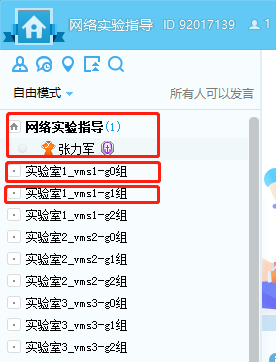 网络实验指导 ID 92017139 1
自由模式 所有人可以发言
网络实验指导(1)
张力军
实验室1_vms1-g0组
实验室1_vms1-g1组
实验室1_vms1-g2组
实验室2_vms2-g0组
实验室2_vms2-g1组
实验室2_vms2-g2组
实验室3_vms3-g0组
实验室3_vms3-g1组
实验室3_vms3-g2组